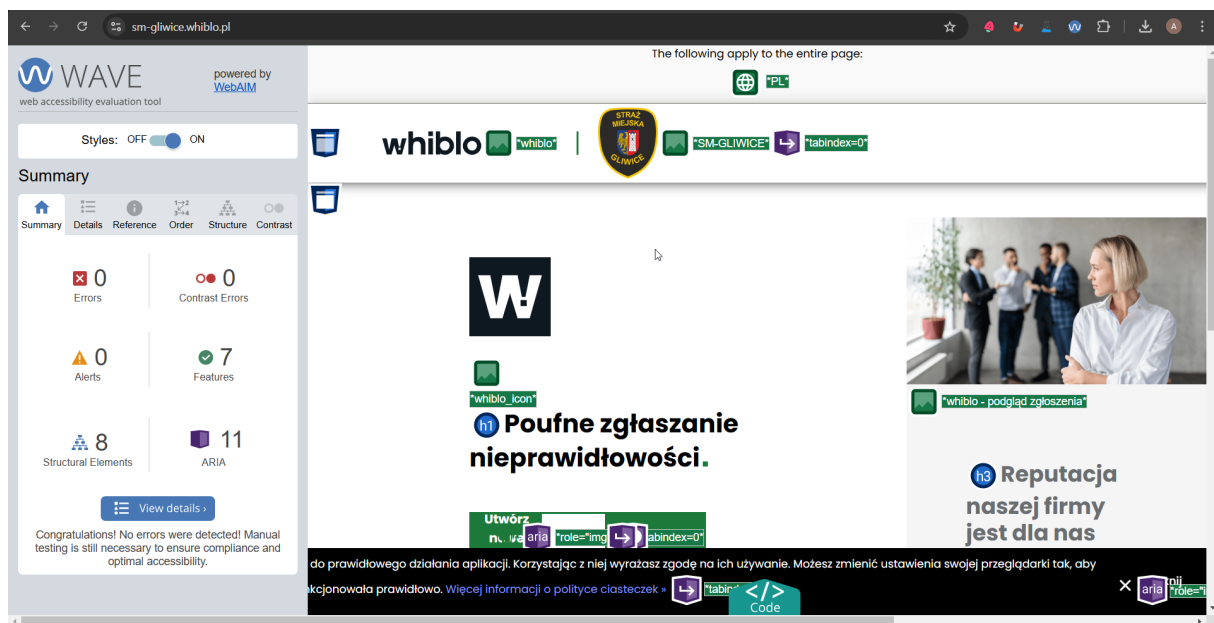 sm-gliwice.whiblo.pl
A
WAVE
web accessibility evaluation tool
powered by
WebAIM
Styles: OFF ON
Summary
Summary Details Reference Order Structure Contrast
0
Errors
0
Contrast Errors
0
Alerts
7
Features
8
Structural Elements
11
ARIA
View details ›
Congratulations! No errors were detected! Manual
testing is still necessary to ensure compliance and
optimal accessibility.
The following apply to the entire page:
*PL*
whiblo *whiblo*
STRAŻ
MIEJSKA
GLIWICE
*SM-GLIWICE* *tabindex=0*
W!
*whiblo_icon*
h1 Poufne zgłaszanie
nieprawidłowości.
Utwórz
aria *role="img tabindex=0*
*whiblo - podgląd zgłoszenia*
h3 Reputacja
naszej firmy
jest dla nas
do prawidłowego działania aplikacji. Korzystając z niej wyrażasz zgodę na ich używanie. Możesz zmienić ustawienia swojej przeglądarki tak, aby
kcjonowała prawidłowo. Więcej informacji o polityce ciasteczek »
</>
Code
aria *role="i